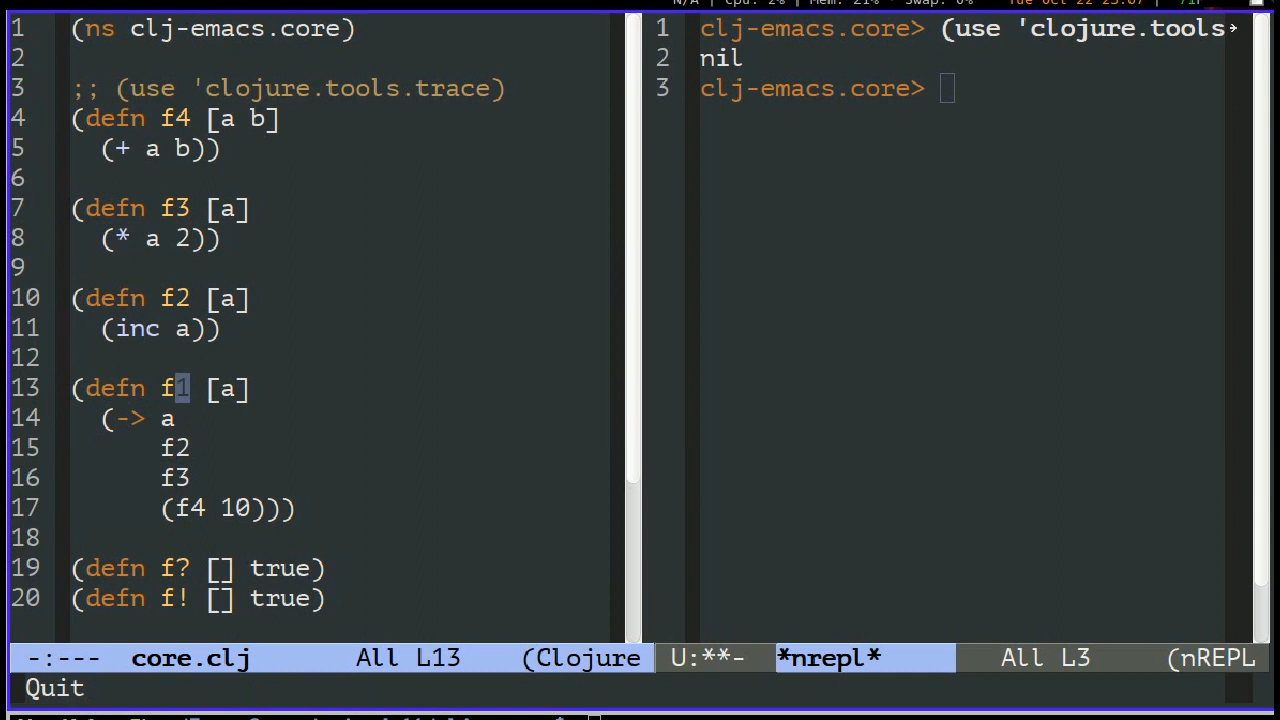 1 (ns clj-emacs.core)
2
3 ;; (use 'clojure.tools.trace)
4 (defn f4 [a b]
5   (+ a b))
6
7 (defn f3 [a]
8   (* a 2))
9
10 (defn f2 [a]
11   (inc a))
12
13 (defn f1 [a]
14   (-> a
15       f2
16       f3
17       (f4 10)))
18
19 (defn f? [] true)
20 (defn f! [] true)
-:---  core.clj       All L13    (Clojure
1 clj-emacs.core> (use 'clojure.tools→
2 nil
3 clj-emacs.core>
U:**-  *nrepl*        All L3     (nREPL
Quit